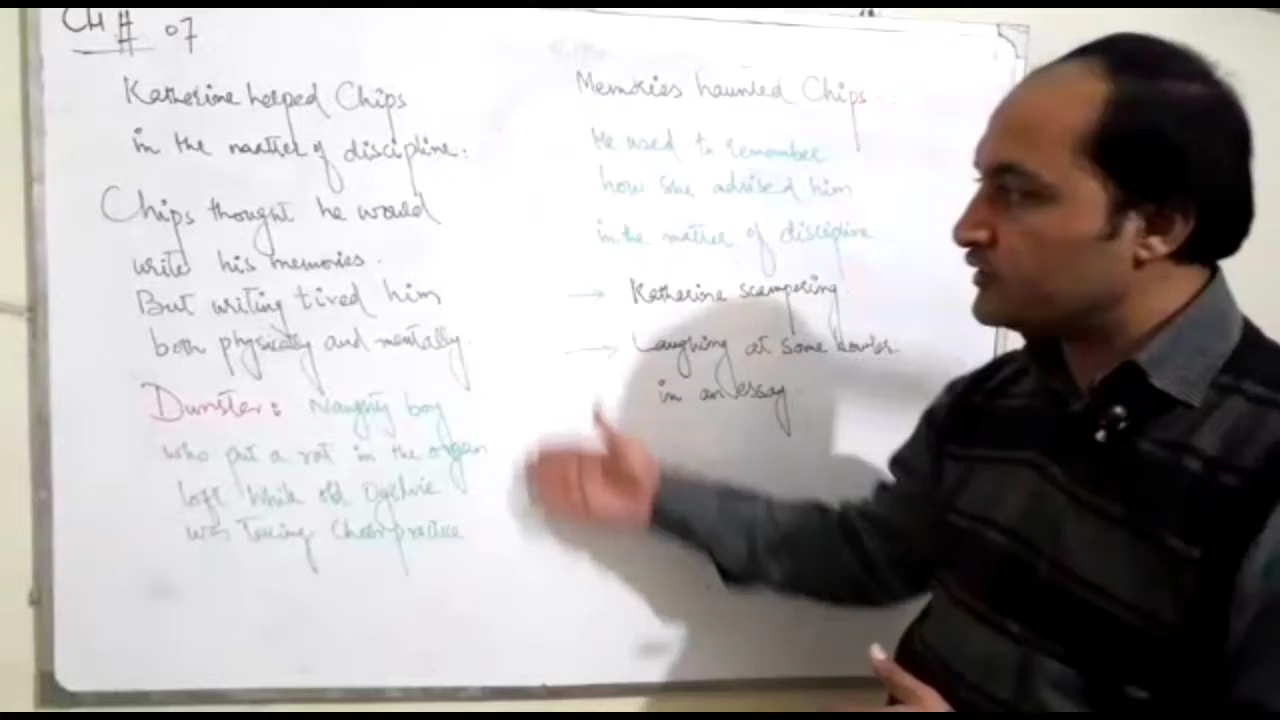 CH # 07
Katherine helped Chips
in the matter of discipline.
Chips thought he would
write his memories.
But writing tired him
both physically and mentally.
Dunster: Naughty boy
who put a rat in the organ
loft while old Ogelvie
was Taking Choir practice
Memories haunted Chips
He used to remember
how she advised him
in the matter of discipline
→ Katherine scampering.
→ Laughing at some howler
in an essay.